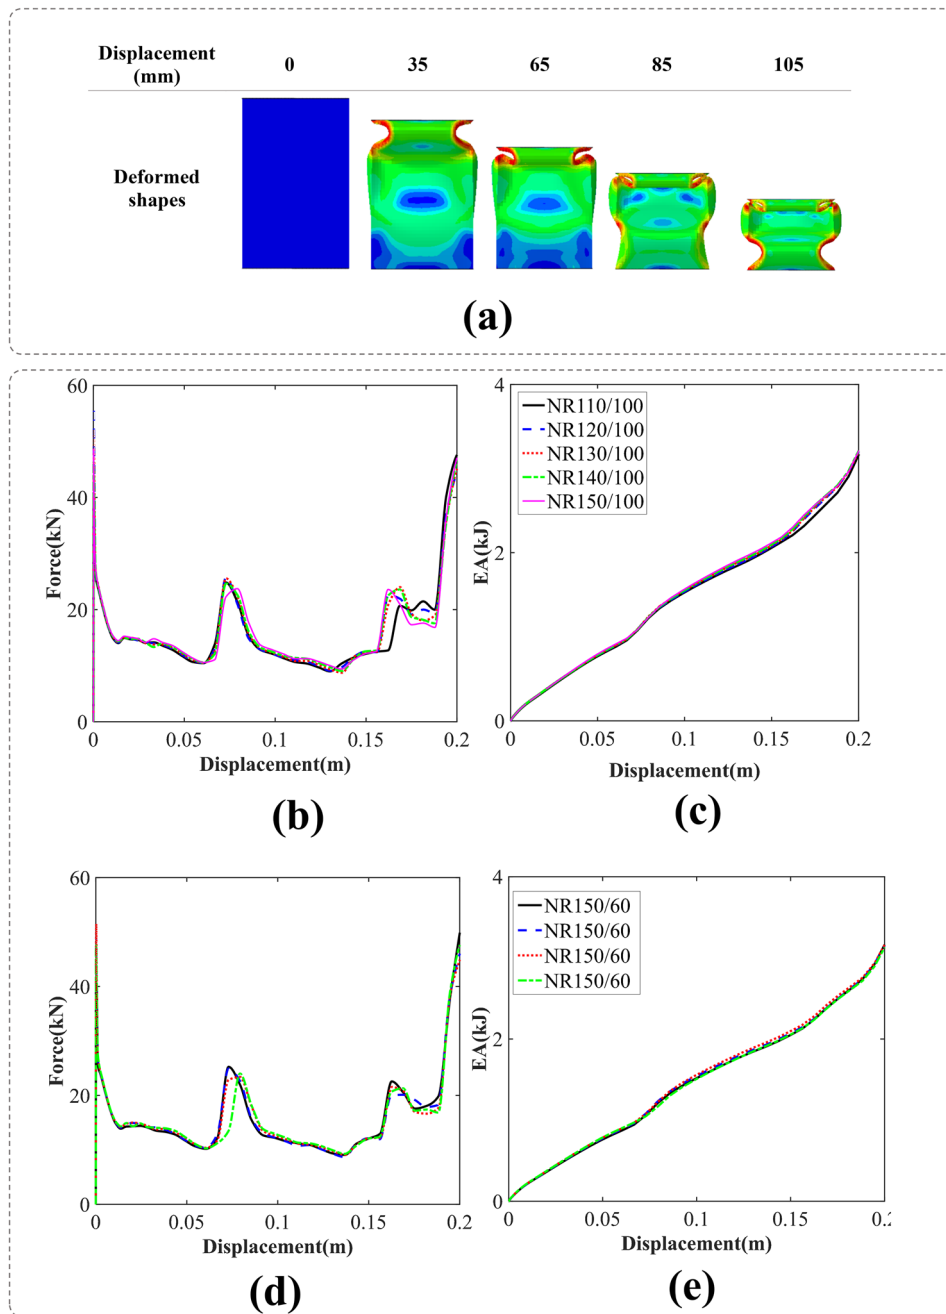 Displacement
(mm)
0
35
65
85
105
Deformed
shapes
(a)
60
40
20
0
Force(kN)
0
0.05
0.1
0.15
0.2
Displacement(m)
(b)
4
2
0
EA(kJ)
NR110/100
NR120/100
NR130/100
NR140/100
NR150/100
0
0.05
0.1
0.15
0.2
Displacement(m)
(c)
60
40
20
0
Force(kN)
0
0.05
0.1
0.15
0.2
Displacement(m)
(d)
4
2
0
EA(kJ)
NR150/60
NR150/60
NR150/60
NR150/60
0
0.05
0.1
0.15
Displacement(m)
(e)